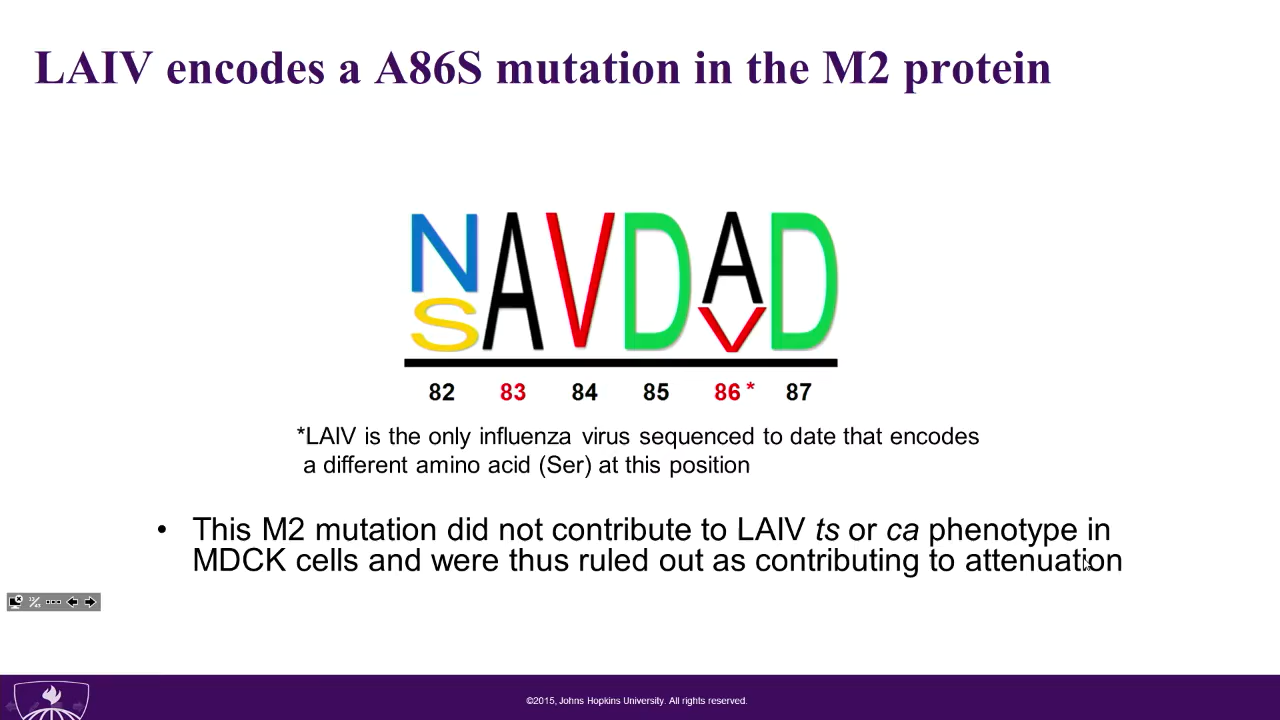 LAIV encodes a A86S mutation in the M2 protein
NAVDAD
S V
82 83 84 85 86* 87
*LAIV is the only influenza virus sequenced to date that encodes
a different amino acid (Ser) at this position
• This M2 mutation did not contribute to LAIV ts or ca phenotype in
MDCK cells and were thus ruled out as contributing to attenuation
©2015, Johns Hopkins University. All rights reserved.